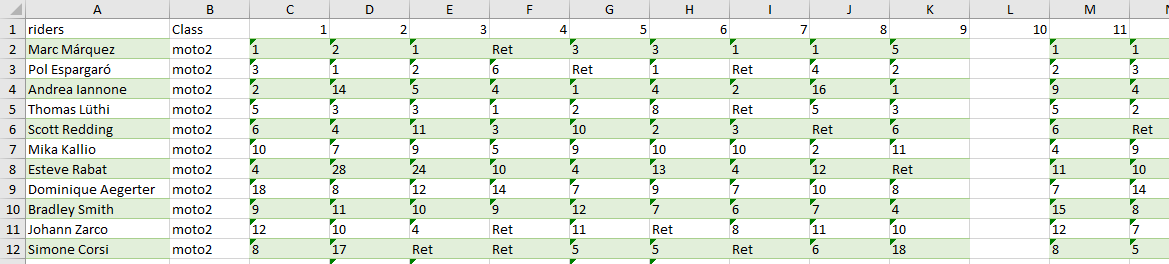 A B C D E F G H I J K L M
1 riders Class 1 2 3 4 5 6 7 8 9 10 11
2 Marc Márquez moto2 1 2 1 Ret 3 3 1 1 5 1 1
3 Pol Espargaró moto2 3 1 2 6 Ret 1 Ret 4 2 2 3
4 Andrea Iannone moto2 2 14 5 4 1 4 2 16 1 9 4
5 Thomas Lüthi moto2 5 3 3 1 2 8 Ret 5 3 5 2
6 Scott Redding moto2 6 4 11 3 10 2 3 Ret 6 6 Ret
7 Mika Kallio moto2 10 7 9 5 9 10 10 2 11 4 9
8 Esteve Rabat moto2 4 28 24 10 4 13 4 12 Ret 11 10
9 Dominique Aegerter moto2 18 8 12 14 7 9 7 10 8 7 14
10 Bradley Smith moto2 9 11 10 9 12 7 6 7 4 15 8
11 Johann Zarco moto2 12 10 4 Ret 11 Ret 8 11 10 12 7
12 Simone Corsi moto2 8 17 Ret Ret 5 5 Ret 6 18 8 5